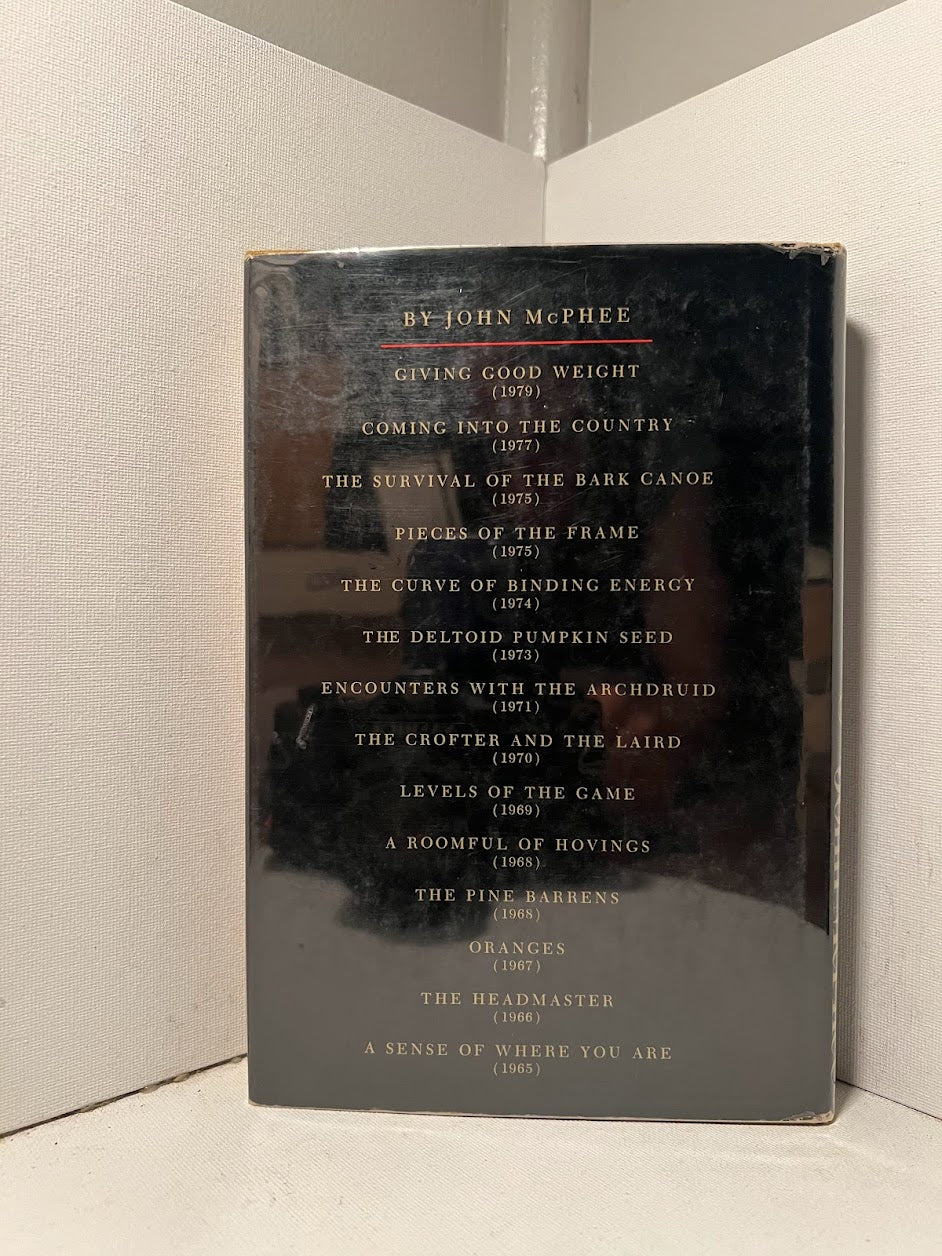 BY JOHN McPHEE
GIVING GOOD WEIGHT
(1979)
COMING INTO THE COUNTRY
(1977)
THE SURVIVAL OF THE BARK CANOE
(1975)
PIECES OF THE FRAME
(1975)
THE CURVE OF BINDING ENERGY
(1974)
THE DELTOID PUMPKIN SEED
(1973)
ENCOUNTERS WITH THE ARCHDRUID
(1971)
THE CROFTER AND THE LAIRD
(1970)
LEVELS OF THE GAME
(1969)
A ROOMFUL OF HOVINGS
(1968)
THE PINE BARRENS
(1968)
ORANGES
(1967)
THE HEADMASTER
(1966)
A SENSE OF WHERE YOU ARE
(1965)